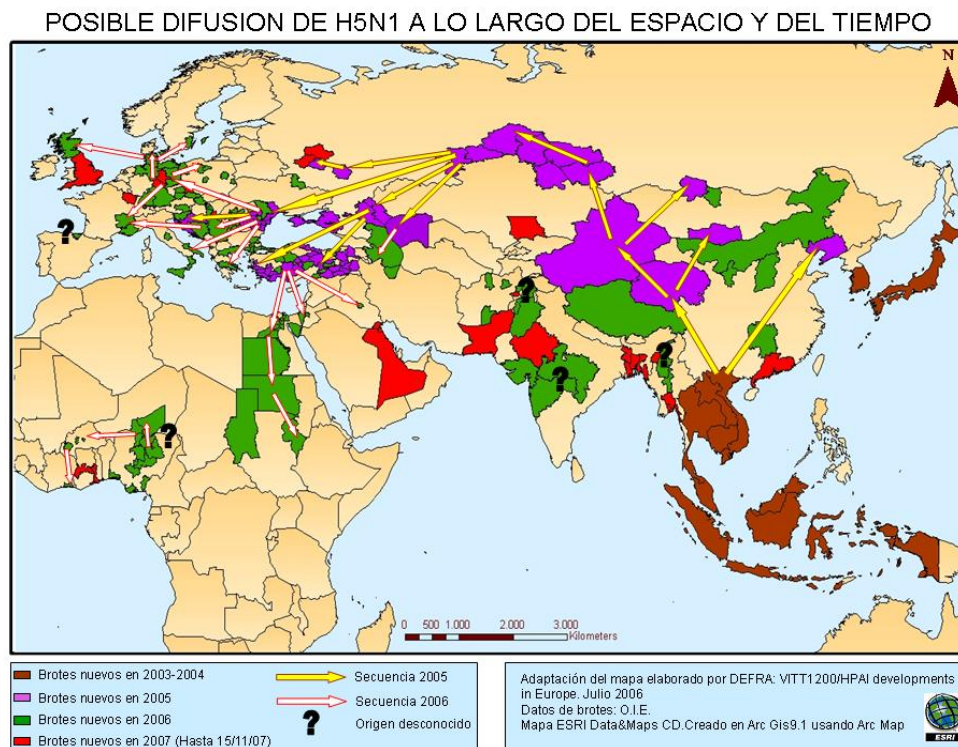 POSIBLE DIFUSION DE H5N1 A LO LARGO DEL ESPACIO Y DEL TIEMPO
N
?
?
?
?
?
0 500 1.000 2.000 3.000
Kilometers
Brotes nuevos en 2003-2004
Brotes nuevos en 2005
Brotes nuevos en 2006
Brotes nuevos en 2007 (Hasta 15/11/07)
Secuencia 2005
Secuencia 2006
? Origen desconocido
Adaptación del mapa elaborado por DEFRA: VITT1200/HPAI developments
in Europe. Julio 2006
Datos de brotes: O.I.E.
Mapa ESRI Data&Maps CD.Creado en Arc Gis9.1 usando Arc Map
ESRI